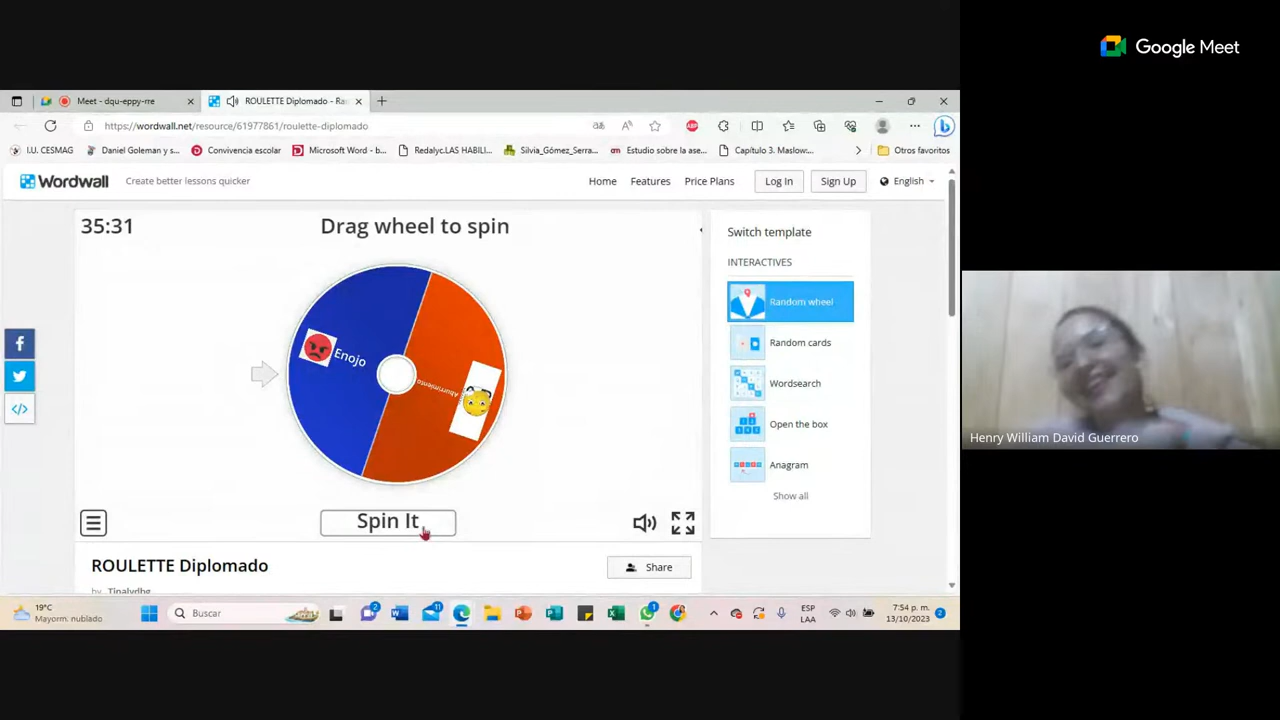 Google Meet
Meet - dqu-eppy-rre
ROULETTE Diplomado - Ra
https://wordwall.net/resource/61977861/roulette-diplomado
I.U. CESMAG
Daniel Goleman y s...
Convivencia escolar
Microsoft Word - b...
Redalyc.LAS HABILI...
Silvia_Gómez_Serra...
Estudio sobre la ase...
Capítulo 3. Maslow...
Otros favoritos
Wordwall
Create better lessons quicker
Home
Features
Price Plans
Log In
Sign Up
English
35:31
Drag wheel to spin
Switch template
INTERACTIVES
Random wheel
Random cards
Wordsearch
Open the box
Anagram
Show all
Enojo
Aburrimiento
Spin It
ROULETTE Diplomado
Share
by Tinalydbg
Henry William David Guerrero
19°C
Mayorm. nublado
Buscar
ESP
LAA
7:54 p. m.
13/10/2023